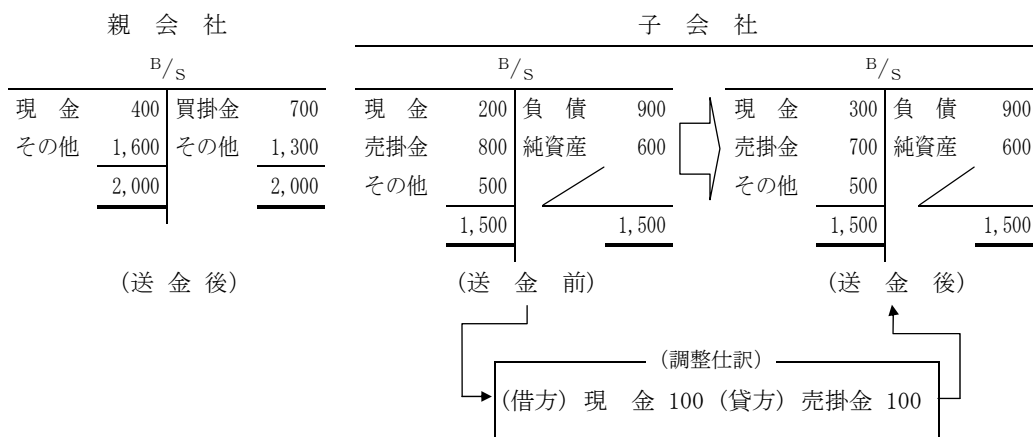 親 会 社
B/S
現 金 400 買掛金 700
その他 1,600 その他 1,300
2,000 2,000
(送 金 後)
子 会 社
B/S
現 金 200 負 債 900
売掛金 800 純資産 600
その他 500
1,500 1,500
(送 金 前)
B/S
現 金 300 負 債 900
売掛金 700 純資産 600
その他 500
1,500 1,500
(送 金 後)
(調整仕訳)
(借方) 現 金 100 (貸方) 売掛金 100